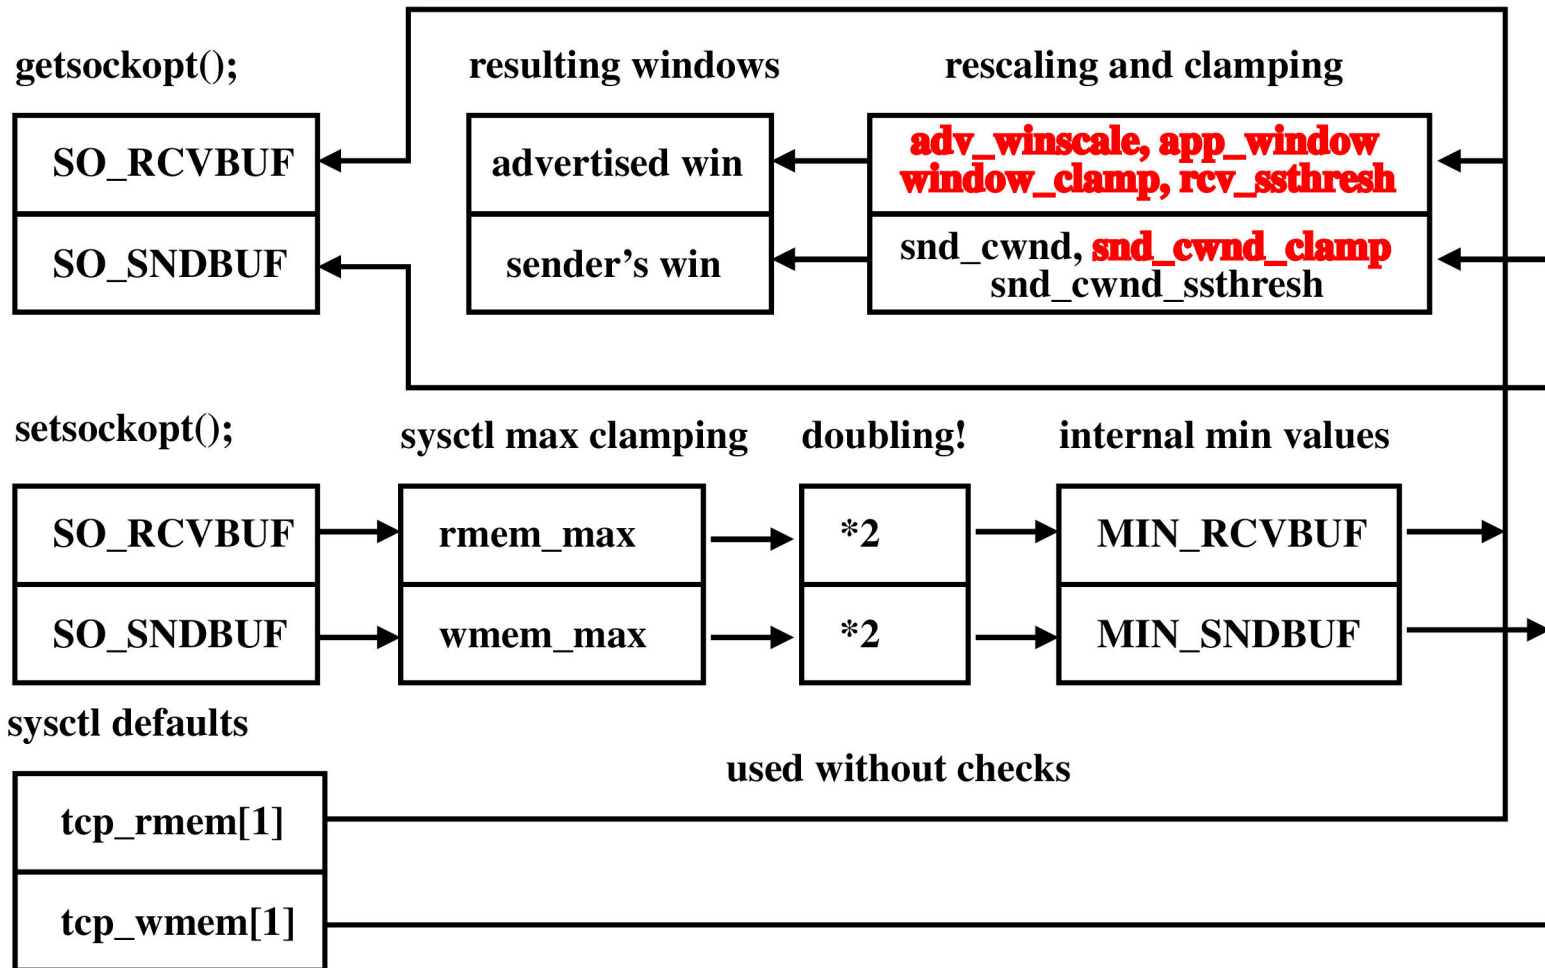 getsockopt();
resulting windows
rescaling and clamping
SO_RCVBUF
advertised win
adv_winscale, app_window
window_clamp, rcv_ssthresh
SO_SNDBUF
sender's win
snd_cwnd, snd_cwnd_clamp
snd_cwnd_ssthresh
setsockopt();
sysctl max clamping
doubling!
internal min values
SO_RCVBUF
rmem_max
*2
MIN_RCVBUF
SO_SNDBUF
wmem_max
*2
MIN_SNDBUF
sysctl defaults
used without checks
tcp_rmem[1]
tcp_wmem[1]